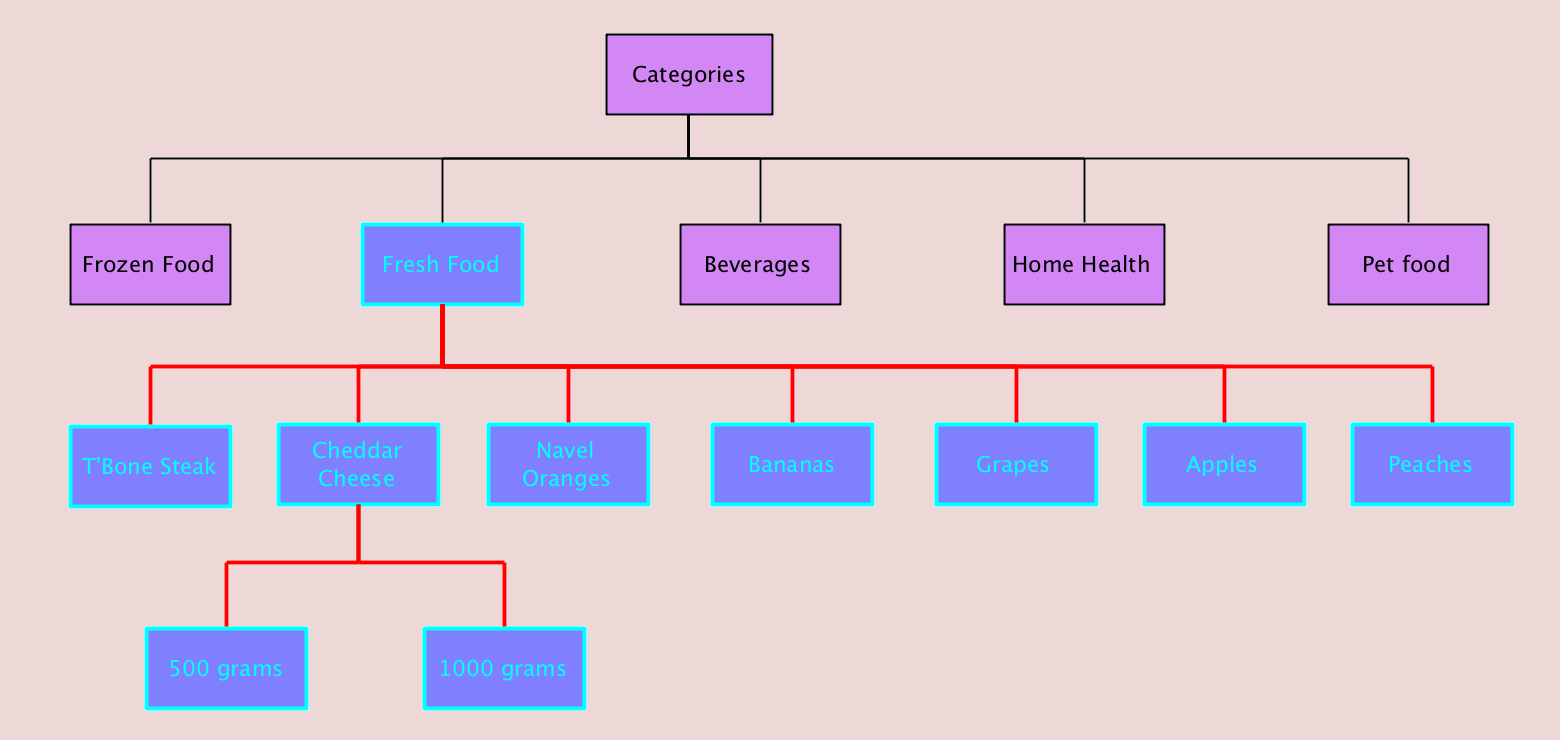 Categories
Frozen Food
Fresh Food
Beverages
Home Health
Pet food
T'Bone Steak
Cheddar
Cheese
Navel
Oranges
Bananas
Grapes
Apples
Peaches
500 grams
1000 grams